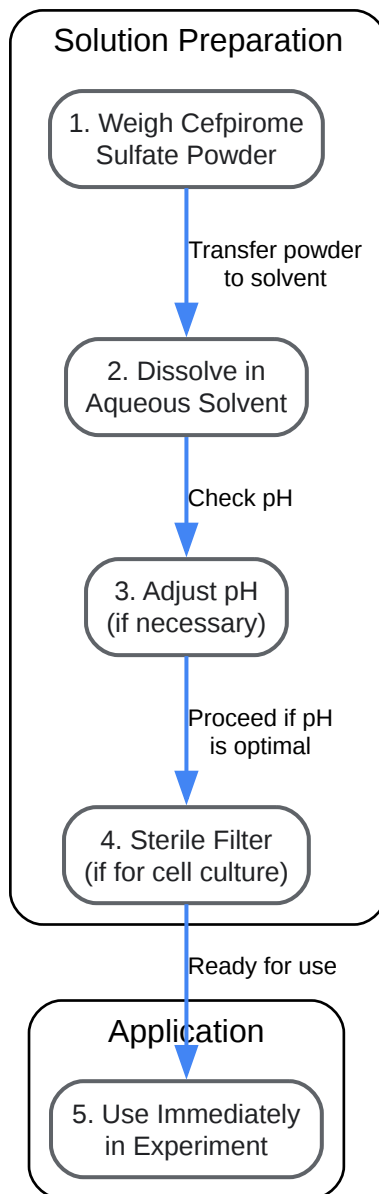 Solution Preparation
1. Weigh Cefpirome
Sulfate Powder
Transfer powder
to solvent
2. Dissolve in
Aqueous Solvent
Check pH
3. Adjust pH
(if necessary)
Proceed if pH
is optimal
4. Sterile Filter
(if for cell culture)
Ready for use
Application
5. Use Immediately
in Experiment